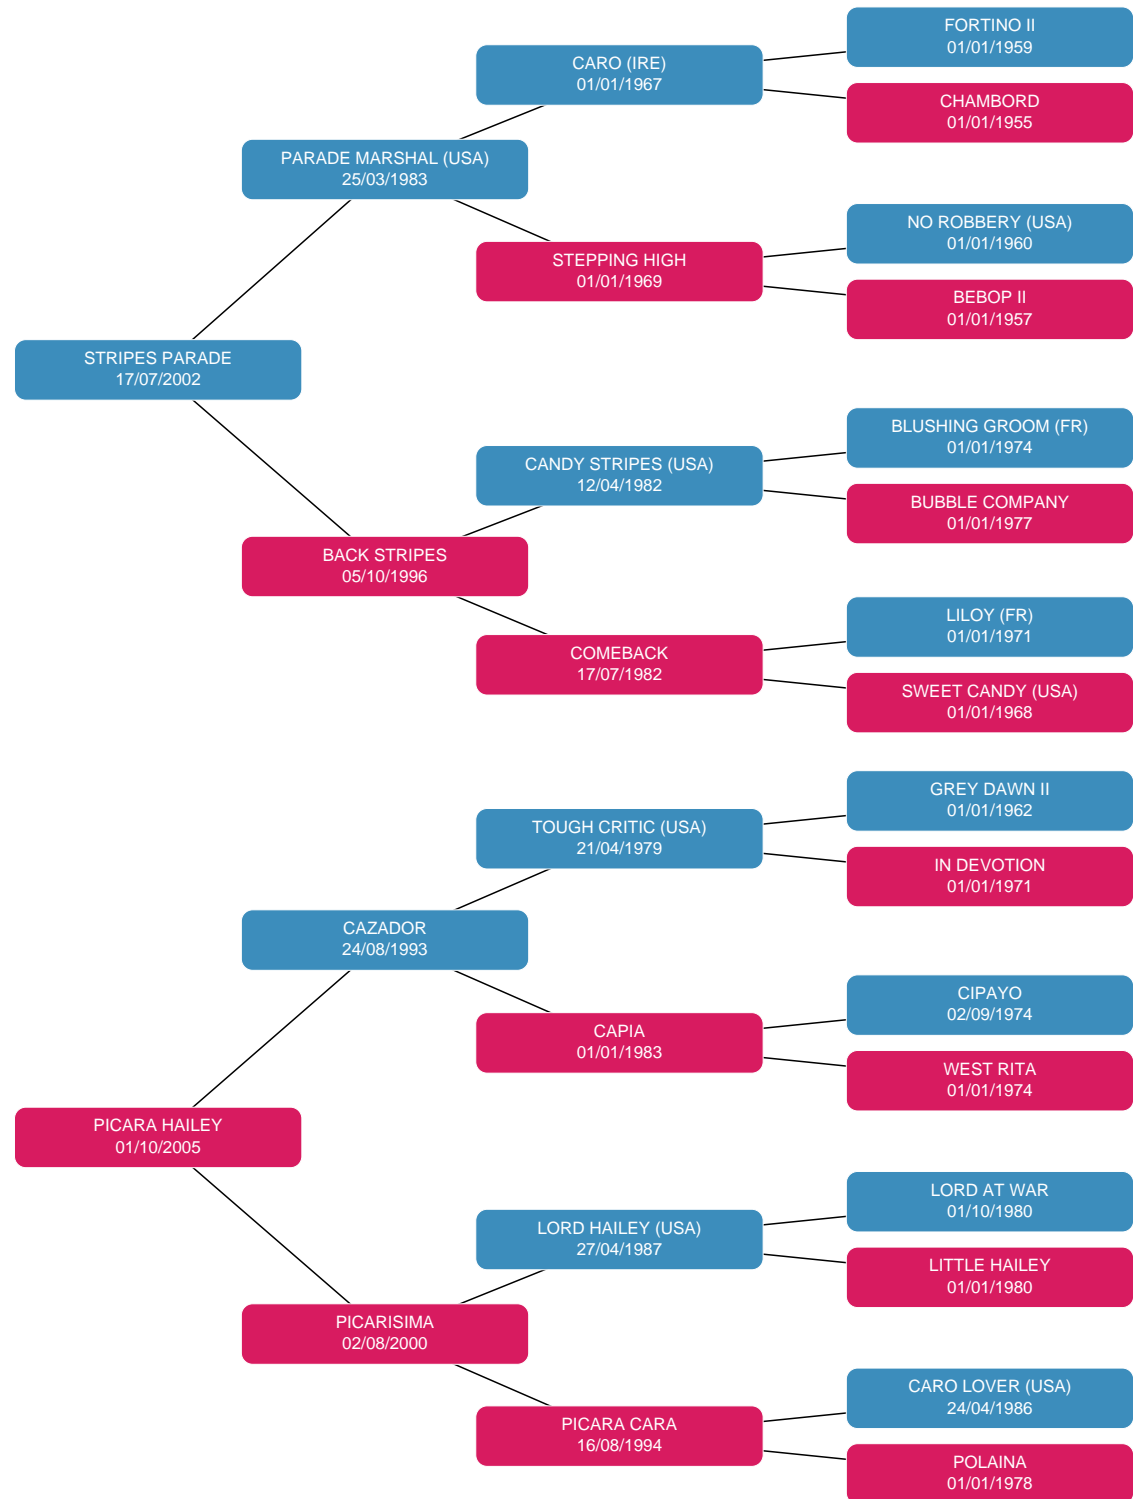 FORTINO II
01/01/1959
CARO (IRE)
01/01/1967
CHAMBORD
01/01/1955
PARADE MARSHAL (USA)
25/03/1983
NO ROBBERY (USA)
01/01/1960
STEPPING HIGH
01/01/1969
BEBOP II
01/01/1957
STRIPES PARADE
17/07/2002
BLUSHING GROOM (FR)
01/01/1974
CANDY STRIPES (USA)
12/04/1982
BUBBLE COMPANY
01/01/1977
BACK STRIPES
05/10/1996
LILOY (FR)
01/01/1971
COMEBACK
17/07/1982
SWEET CANDY (USA)
01/01/1968
GREY DAWN II
01/01/1962
TOUGH CRITIC (USA)
21/04/1979
IN DEVOTION
01/01/1971
CAZADOR
24/08/1993
CIPAYO
02/09/1974
CAPIA
01/01/1983
WEST RITA
01/01/1974
PICARA HAILEY
01/10/2005
LORD AT WAR
01/10/1980
LORD HAILEY (USA)
27/04/1987
LITTLE HAILEY
01/01/1980
PICARISIMA
02/08/2000
CARO LOVER (USA)
24/04/1986
PICARA CARA
16/08/1994
POLAINA
01/01/1978